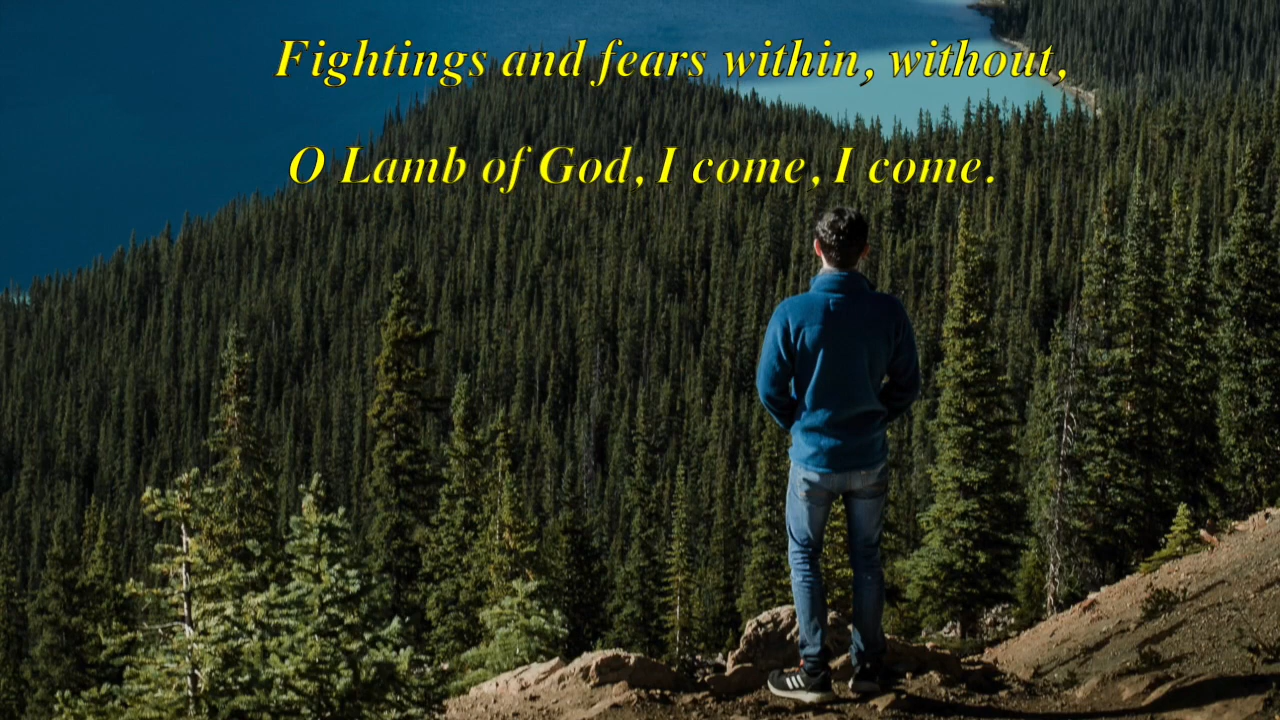 Fightings and fears within, without,
O Lamb of God, I come, I come.